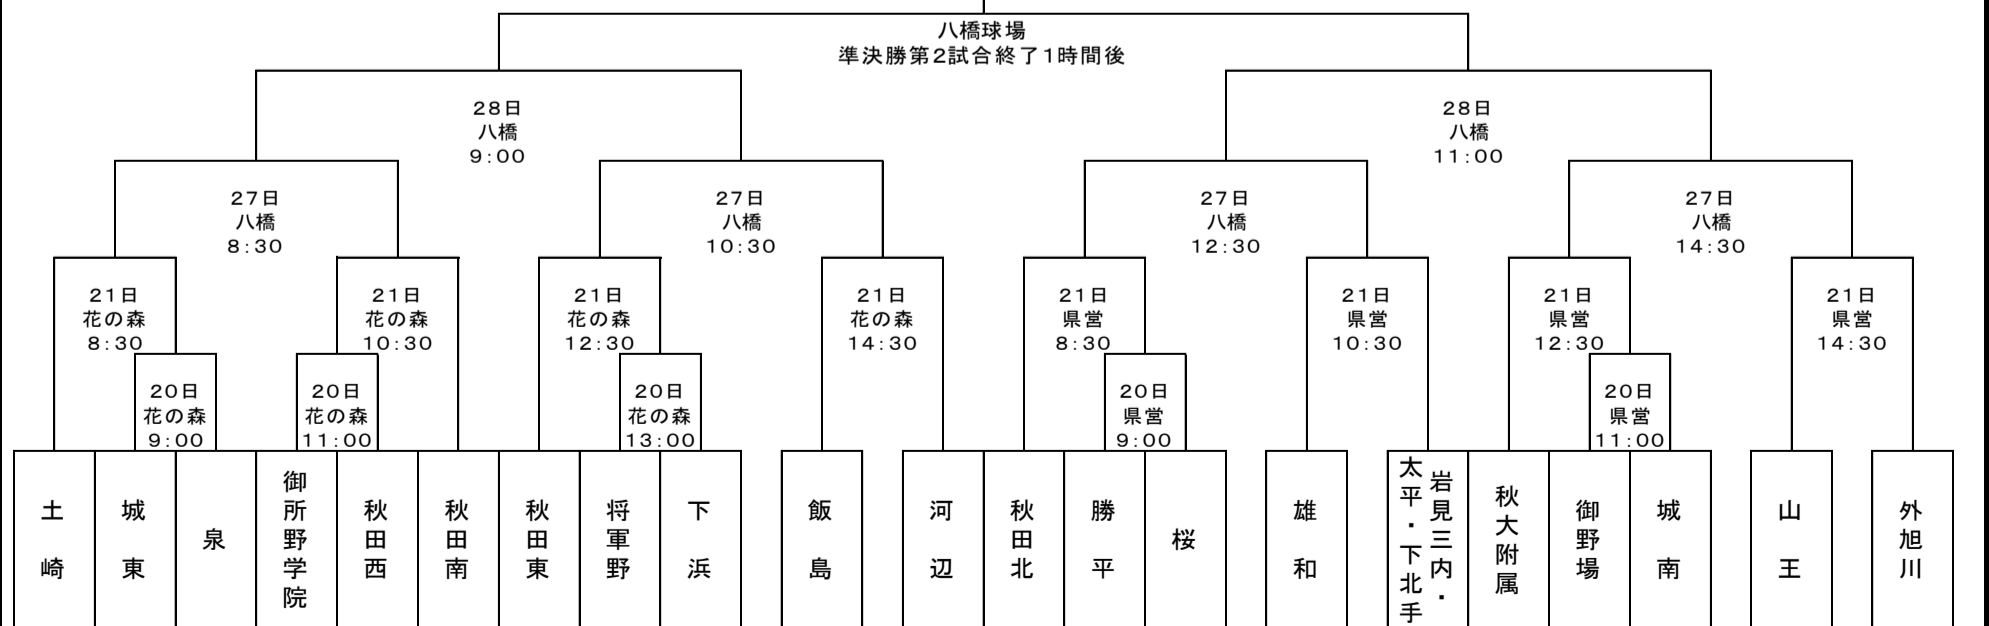 八橋球場
準決勝第2試合終了1時間後
28日
八橋
9:00
28日
八橋
11:00
27日
八橋
8:30
27日
八橋
10:30
27日
八橋
12:30
27日
八橋
14:30
21日
花の森
8:30
21日
花の森
10:30
21日
花の森
12:30
21日
花の森
14:30
21日
県営
8:30
21日
県営
10:30
21日
県営
12:30
21日
県営
14:30
20日
花の森
9:00
20日
花の森
11:00
20日
花の森
13:00
20日
県営
9:00
20日
県営
11:00
土崎
城東
泉
御所野学院
秋田西
秋田南
秋田東
将軍野
下浜
飯島
河辺
秋田北
勝平
桜
雄和
岩見三内・
太平・下北手
秋大附属
御野場
城南
山王
外旭川